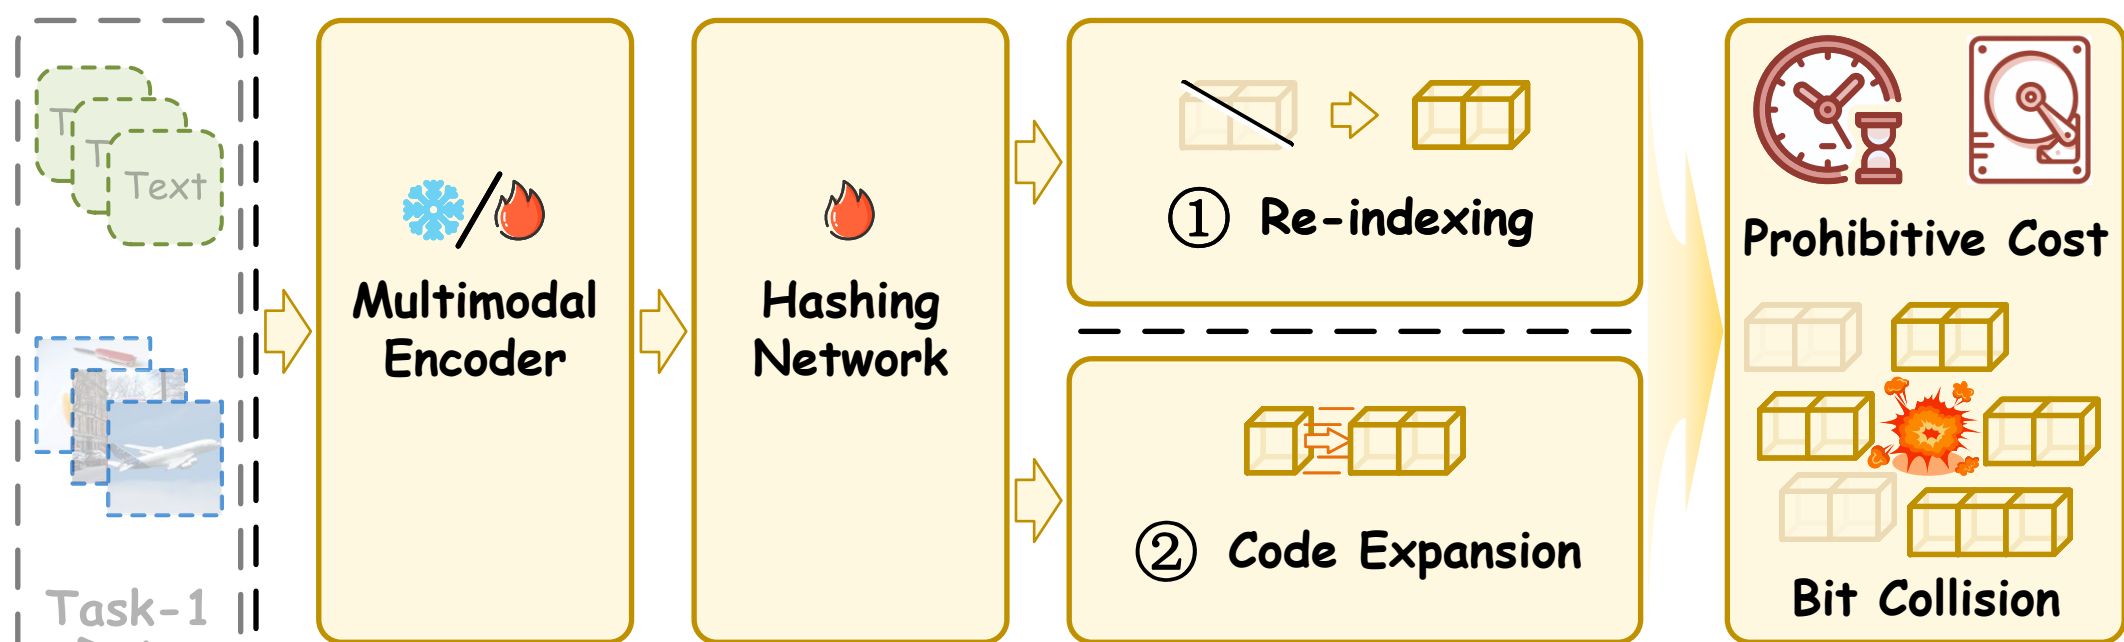 T
T
Text
Task-1
Multimodal
Encoder
Hashing
Network
① Re-indexing
② Code Expansion
Prohibitive Cost
Bit Collision